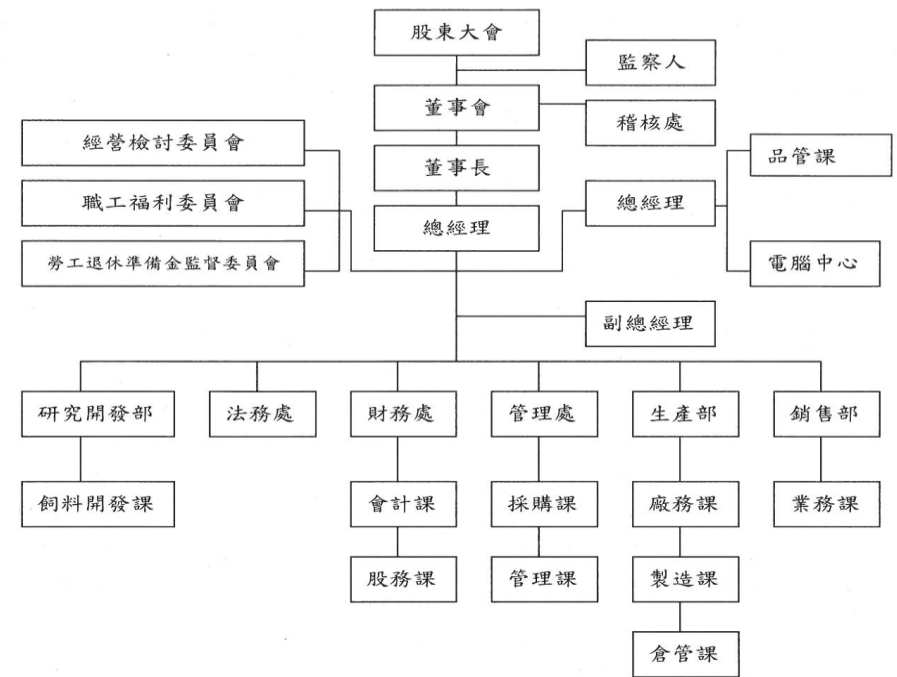 股東大會
監察人
董事會
稽核處
經營檢討委員會
品管課
董事長
職工福利委員會
總經理
總經理
勞工退休準備金監督委員會
電腦中心
副總經理
研究開發部
法務處
財務處
管理處
生產部
銷售部
飼料開發課
會計課
採購課
廠務課
業務課
股務課
管理課
製造課
倉管課